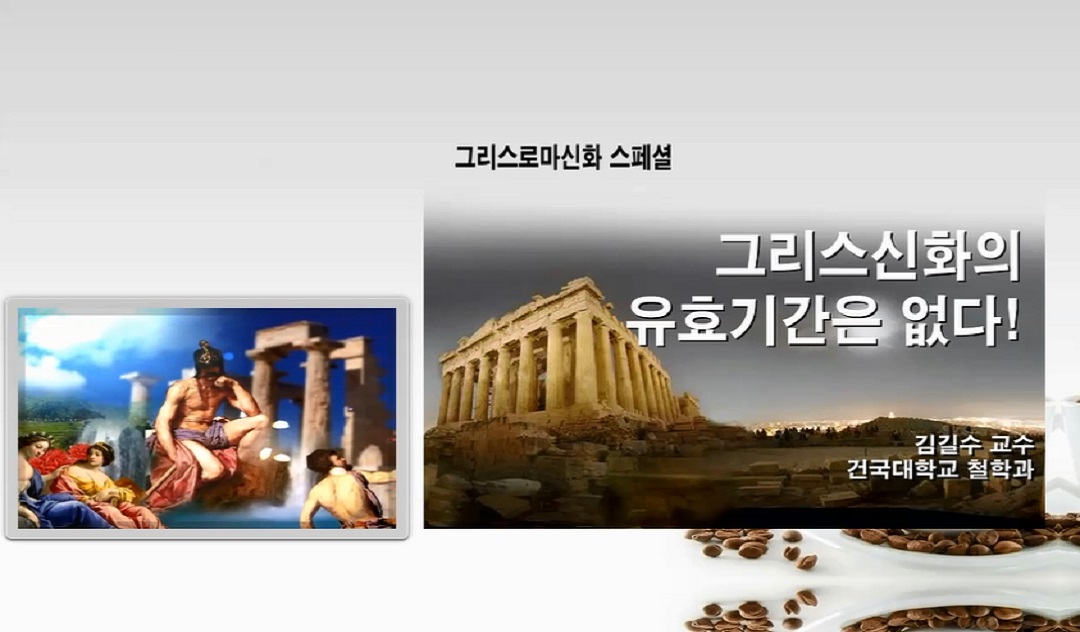 그리스로마신화 스페셜
그리스신화의
유효기간은 없다!
김길수 교수
건국대학교 철학과